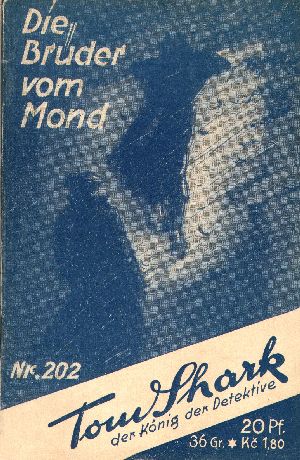 Die
Brüder
vom
Mond
Nr. 202
Tom Shark
der König der Detektive
20 Pf.
36 Gr. ★ Kč 1,80